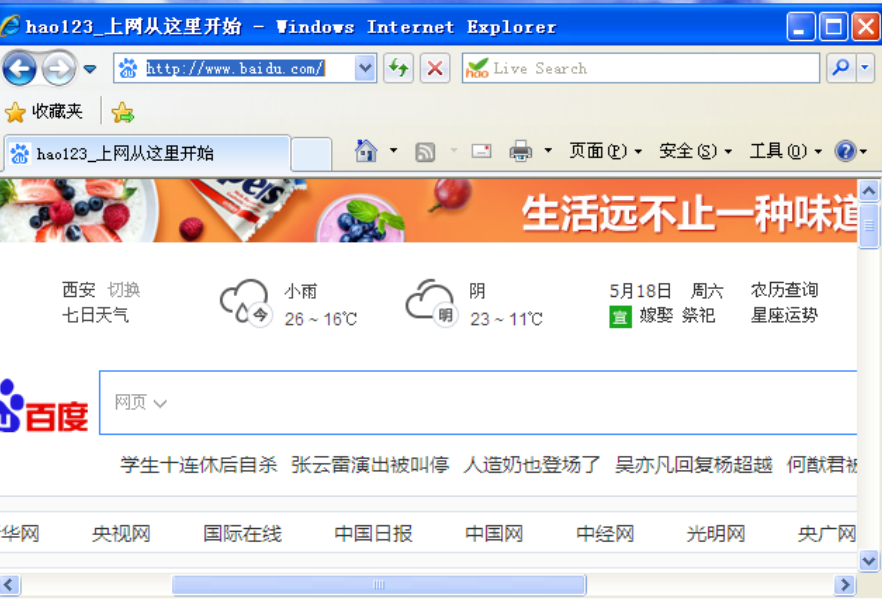 hao123_上网从这里开始 - Windows Internet Explorer
http://www.baidu.com/ hao Live Search
收藏夹
hao123_上网从这里开始 页面(P) 安全(S) 工具(O)
生活远不止一种味道
西安 切换 小雨 阴 5月18日 周六 农历查询
七日天气 今 26 ~ 16℃ 明 23 ~ 11℃ 宜 嫁娶 祭祀 星座运势
百度 网页
学生十连休后自杀 张云雷演出被叫停 人造奶也登场了 吴亦凡回复杨超越 何猷君被
华网 央视网 国际在线 中国日报 中国网 中经网 光明网 央广网